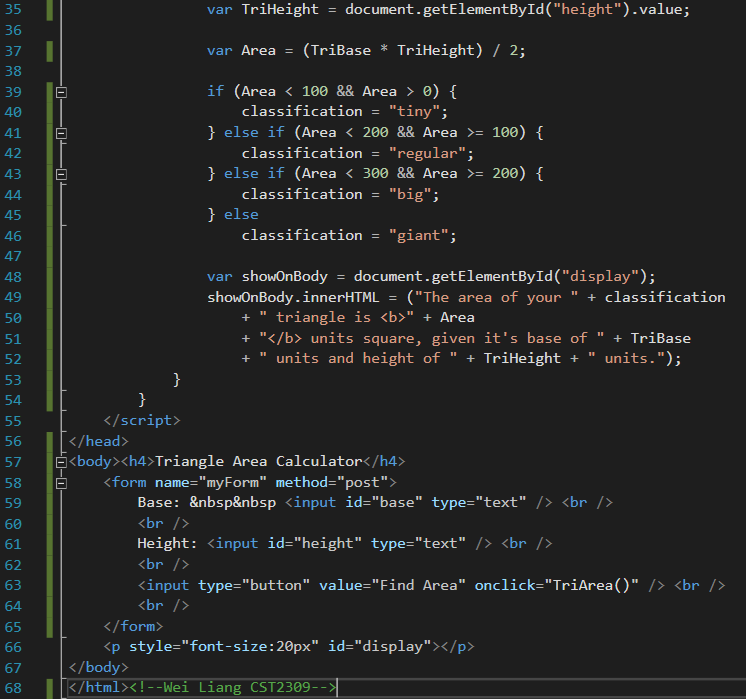 35 var TriHeight = document.getElementById("height").value;
36
37 var Area = (TriBase * TriHeight) / 2;
38
39 if (Area < 100 && Area > 0) {
40 classification = "tiny";
41 } else if (Area < 200 && Area >= 100) {
42 classification = "regular";
43 } else if (Area < 300 && Area >= 200) {
44 classification = "big";
45 } else
46 classification = "giant";
47
48 var showOnBody = document.getElementById("display");
49 showOnBody.innerHTML = ("The area of your " + classification
50 + " triangle is <b>" + Area
51 + "</b> units square, given it's base of " + TriBase
52 + " units and height of " + TriHeight + " units.");
53 }
54 }
55 </script>
56 </head>
57 <body><h4>Triangle Area Calculator</h4>
58 <form name="myForm" method="post">
59 Base: &nbsp&nbsp <input id="base" type="text" /> <br />
60 <br />
61 Height: <input id="height" type="text" /> <br />
62 <br />
63 <input type="button" value="Find Area" onclick="TriArea()" /> <br />
64 <br />
65 </form>
66 <p style="font-size:20px" id="display"></p>
67 </body>
68 </html><!--Wei Liang CST2309-->